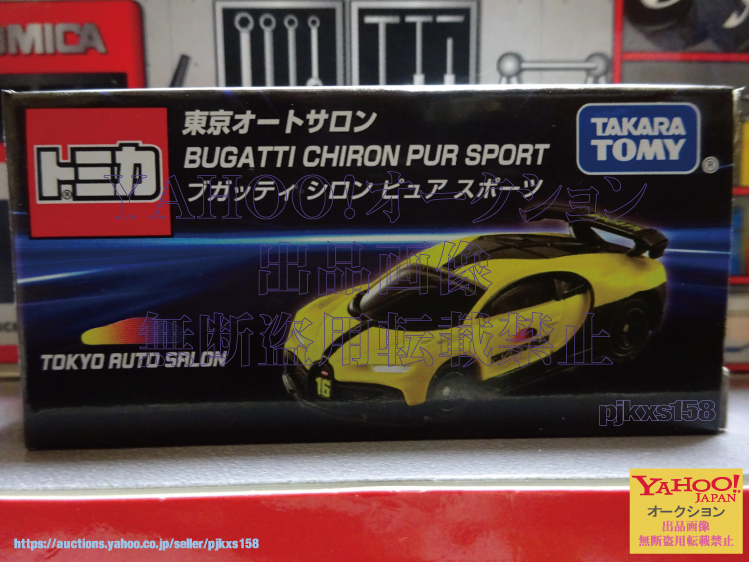 TOMICA
東京オートサロン
BUGATTI CHIRON PUR SPORT
ブガッティ シロン ピュア スポーツ
トミカ
®
TAKARA
TOMY
®
YAHOO!オークション
出品画像
無断盗用転載禁止
TOKYO AUTO SALON
16
pjkxs158
YAHOO!
JAPAN
オークション
出品画像
無断盗用転載禁止
https://auctions.yahoo.co.jp/seller/pjkxs158